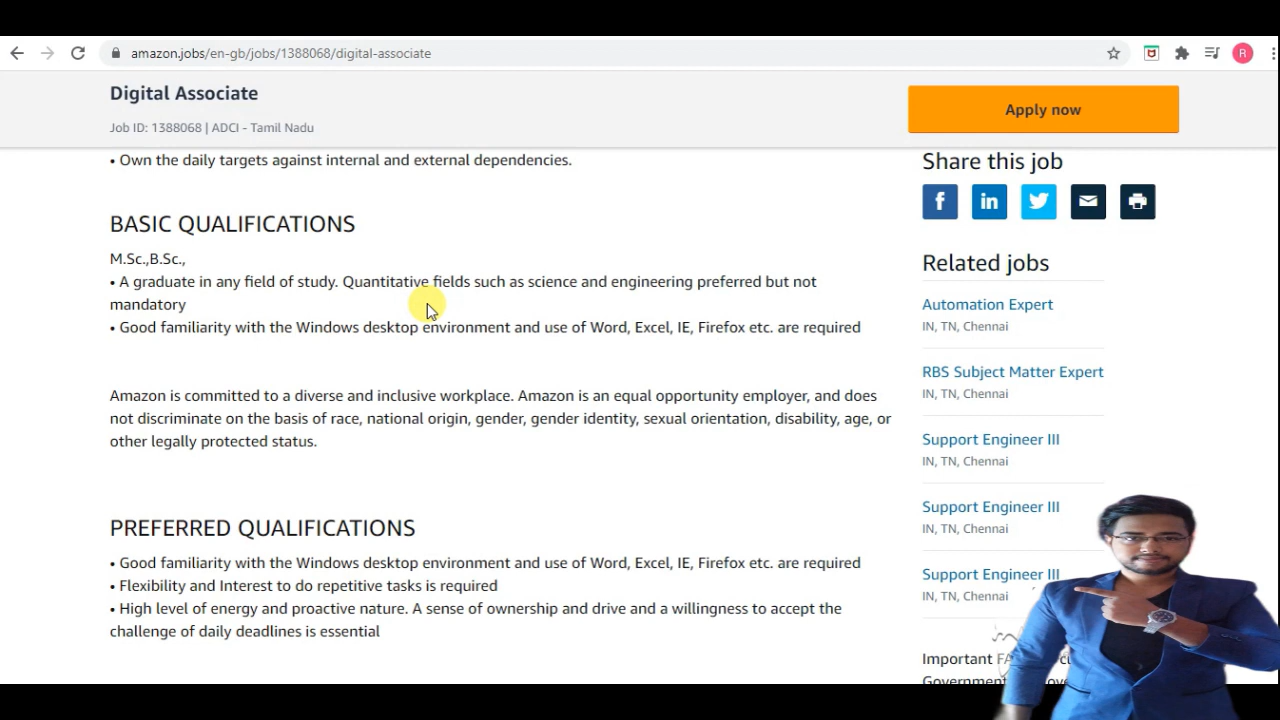 amazon.jobs/en-gb/jobs/1388068/digital-associate
R
Digital Associate
Job ID: 1388068 | ADCI - Tamil Nadu
Apply now
• Own the daily targets against internal and external dependencies.
BASIC QUALIFICATIONS
M.Sc.,B.Sc.,
• A graduate in any field of study. Quantitative fields such as science and engineering preferred but not
mandatory
• Good familiarity with the Windows desktop environment and use of Word, Excel, IE, Firefox etc. are required
Amazon is committed to a diverse and inclusive workplace. Amazon is an equal opportunity employer, and does
not discriminate on the basis of race, national origin, gender, gender identity, sexual orientation, disability, age, or
other legally protected status.
PREFERRED QUALIFICATIONS
• Good familiarity with the Windows desktop environment and use of Word, Excel, IE, Firefox etc. are required
• Flexibility and Interest to do repetitive tasks is required
• High level of energy and proactive nature. A sense of ownership and drive and a willingness to accept the
challenge of daily deadlines is essential
Share this job
f
in
Related jobs
Automation Expert
IN, TN, Chennai
RBS Subject Matter Expert
IN, TN, Chennai
Support Engineer III
IN, TN, Chennai
Support Engineer III
IN, TN, Chennai
Support Engineer III
IN, TN, Chennai
Important